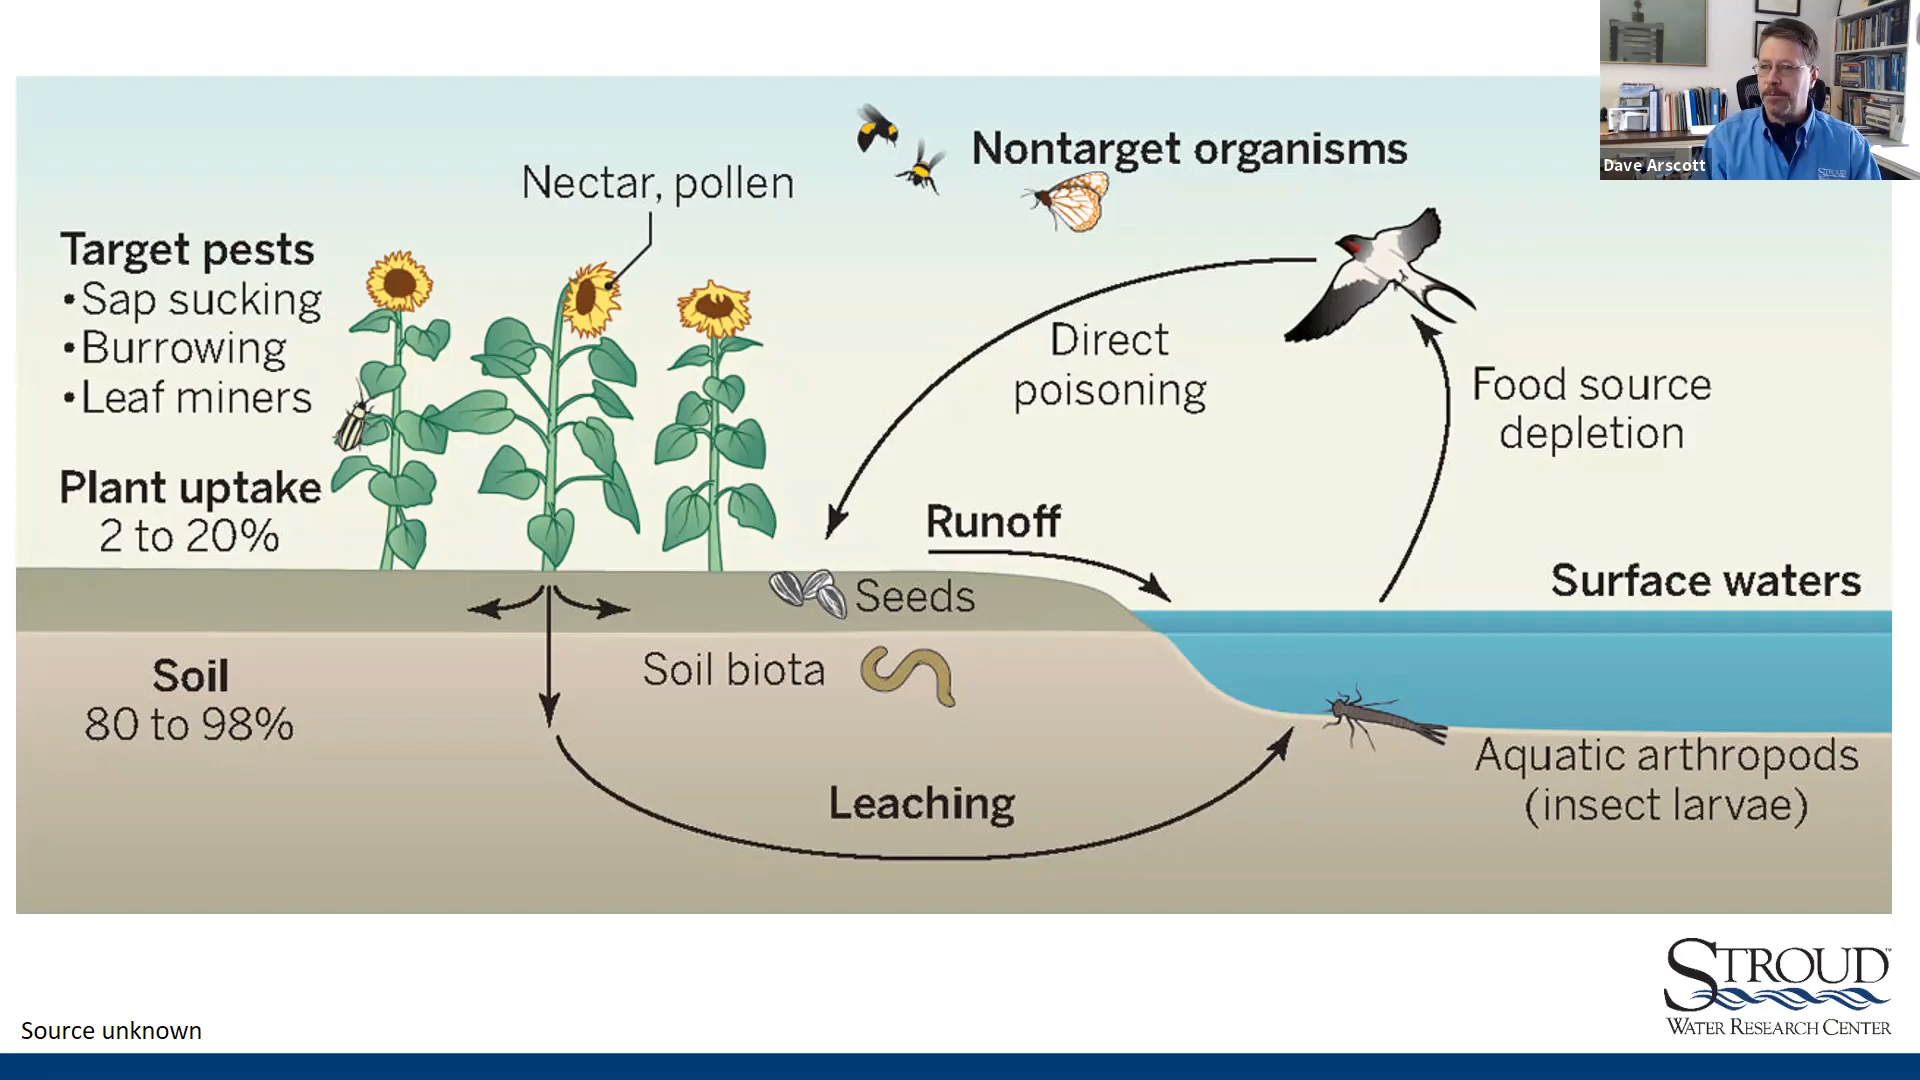 Nontarget organisms
Dave Arscott
STROUD
Nectar, pollen
Target pests
•Sap sucking
•Burrowing
•Leaf miners
Direct
poisoning
Food source
depletion
Plant uptake
2 to 20%
Runoff
Surface waters
Seeds
Soil
80 to 98%
Soil biota
Aquatic arthropods
(insect larvae)
Leaching
STROUD™
WATER RESEARCH CENTER
Source unknown